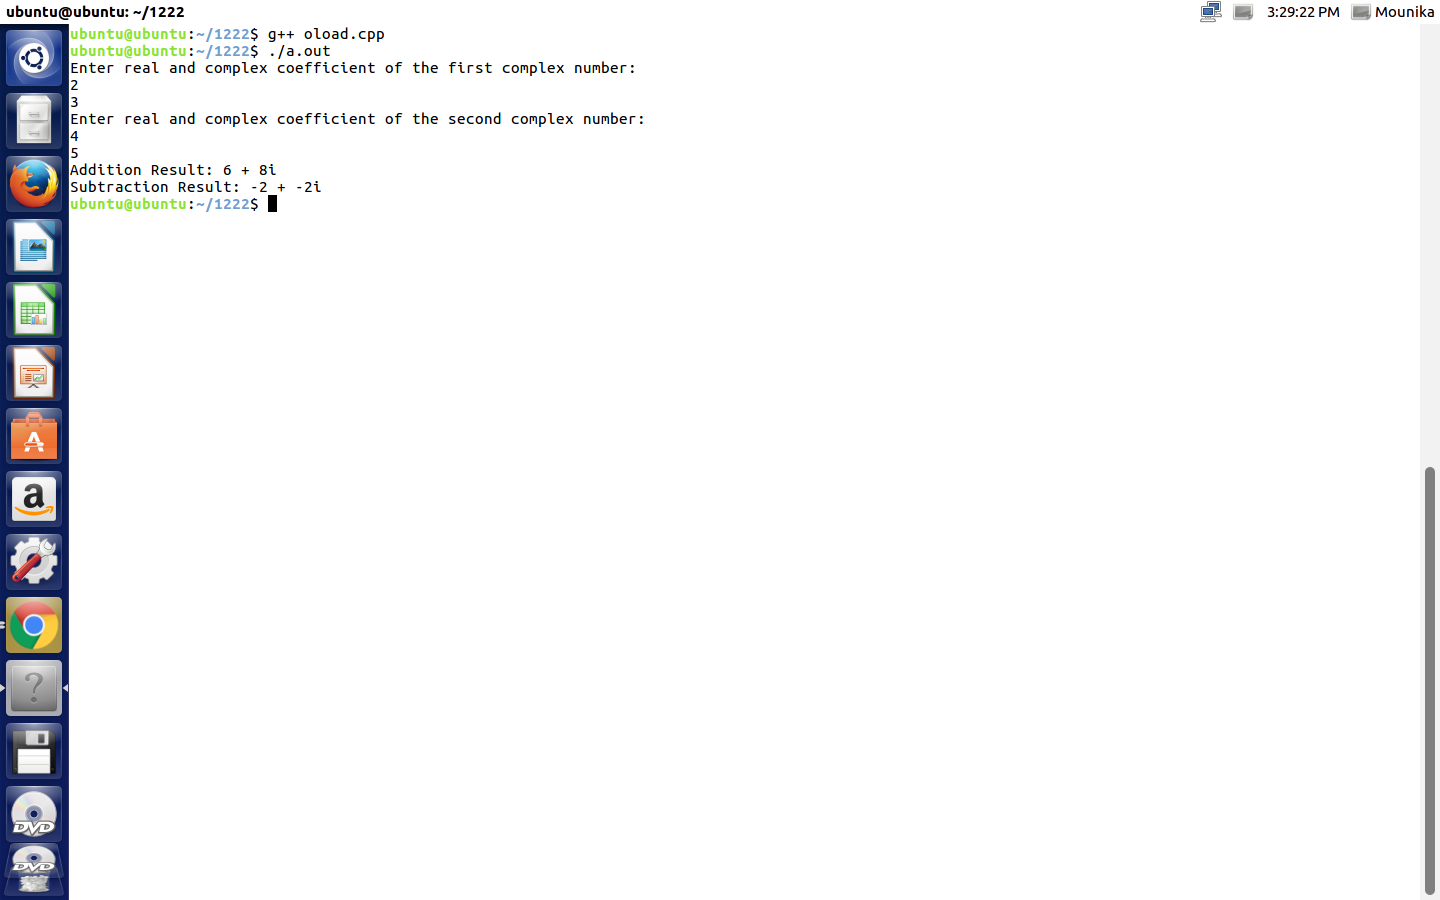 ubuntu@ubuntu: ~/1222
3:29:22 PM
Mounika
ubuntu@ubuntu:~/1222$ g++ oload.cpp
ubuntu@ubuntu:~/1222$ ./a.out
Enter real and complex coefficient of the first complex number:
2
3
Enter real and complex coefficient of the second complex number:
4
5
Addition Result: 6 + 8i
Subtraction Result: -2 + -2i
ubuntu@ubuntu:~/1222$
A
a
?
DVD
DVD